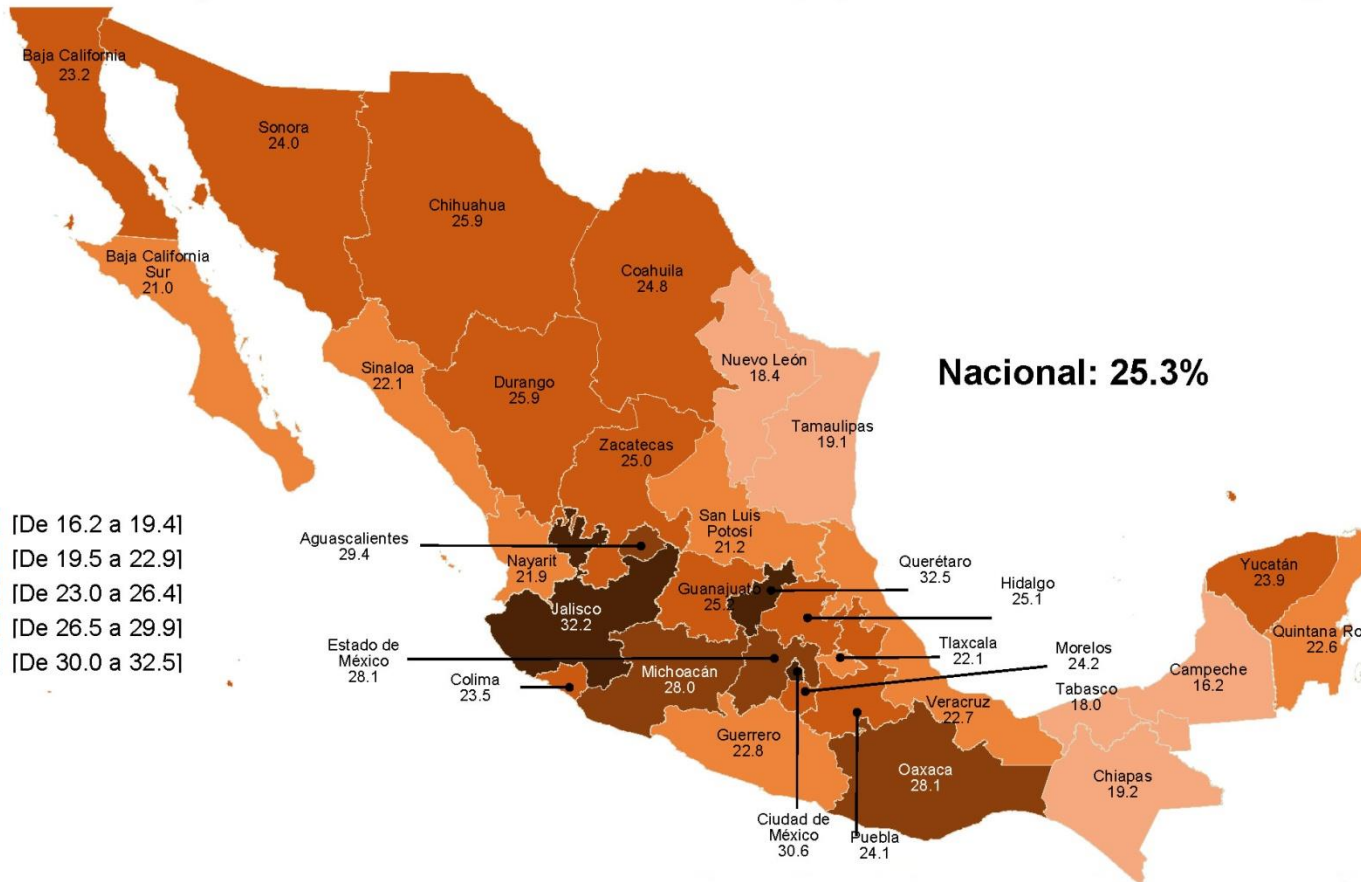 Baja California
23.2
Sonora
24.0
Chihuahua
25.9
Coahuila
24.8
Baja California
Sur
21.0
Sinaloa
22.1
Durango
25.9
Nuevo León
18.4
Nacional: 25.3%
Tamaulipas
19.1
Zacatecas
25.0
[De 16.2 a 19.4]
[De 19.5 a 22.9]
[De 23.0 a 26.4]
[De 26.5 a 29.9]
[De 30.0 a 32.5]
San Luis
Potosí
21.2
Aguascalientes
29.4
Nayarit
21.9
Querétaro
32.5
Hidalgo
25.1
Yucatán
23.9
Guanajuato
25.2
Jalisco
32.2
Quintana Ro
22.6
Estado de
México
28.1
Tlaxcala
22.1
Morelos
24.2
Michoacán
28.0
Colima
23.5
Campeche
16.2
Tabasco
18.0
Veracruz
22.7
Guerrero
22.8
Oaxaca
28.1
Chiapas
19.2
Ciudad de
México
30.6
Puebla
24.1